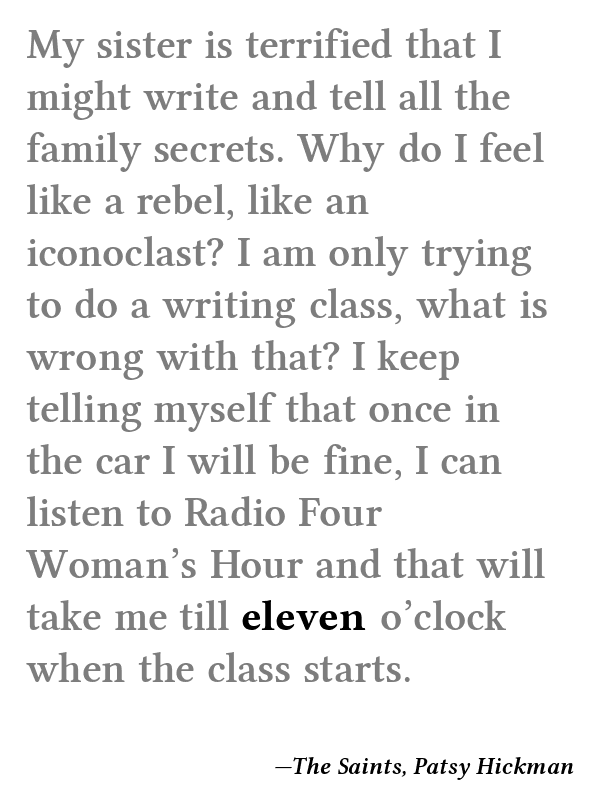 My sister is terrified that I
might write and tell all the
family secrets. Why do I feel
like a rebel, like an
iconoclast? I am only trying
to do a writing class, what is
wrong with that? I keep
telling myself that once in
the car I will be fine, I can
listen to Radio Four
Woman’s Hour and that will
take me till eleven o’clock
when the class starts.
—The Saints, Patsy Hickman